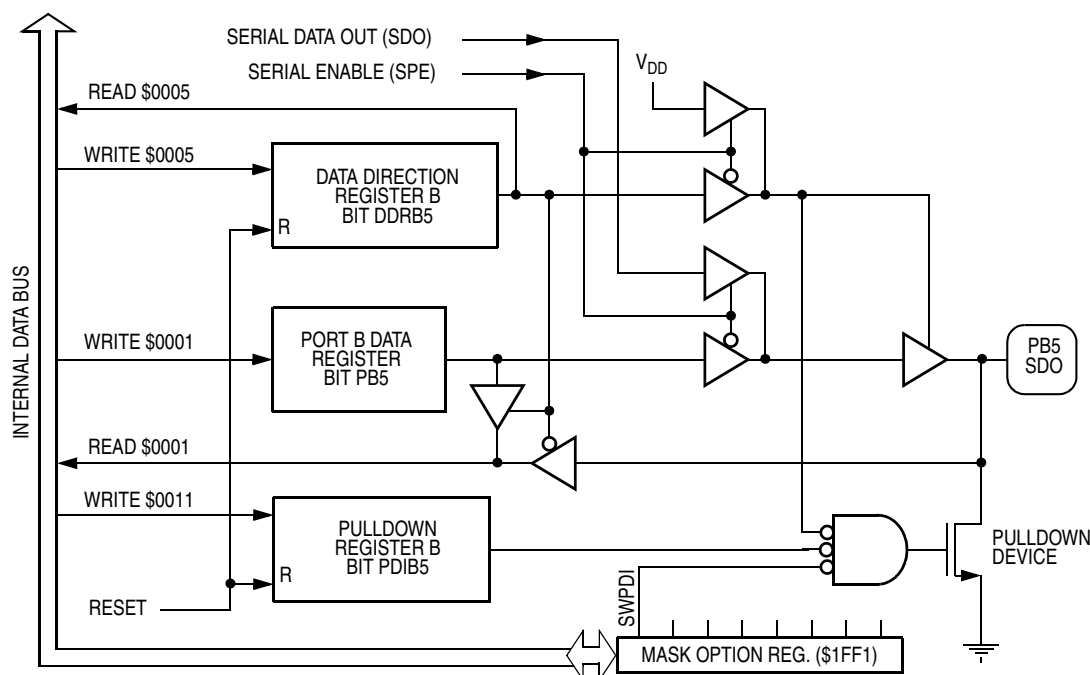 SERIAL DATA OUT (SDO)
SERIAL ENABLE (SPE)
VDD
READ $0005
WRITE $0005
DATA DIRECTION
REGISTER B
BIT DDRB5
R
INTERNAL DATA BUS
WRITE $0001
PORT B DATA
REGISTER
BIT PB5
PB5
SDO
READ $0001
WRITE $0011
PULLDOWN
REGISTER B
BIT PDIB5
R
PULLDOWN
DEVICE
RESET
SWPDI
MASK OPTION REG. ($1FF1)